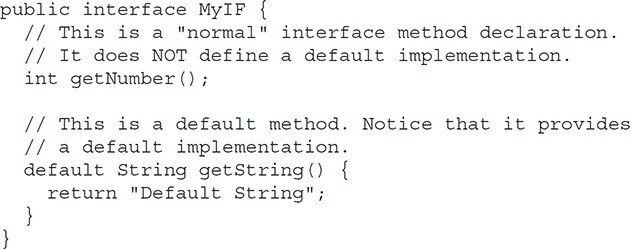 public interface MyIF {
  // This is a "normal" interface method declaration.
  // It does NOT define a default implementation.
  int getNumber();

  // This is a default method. Notice that it provides
  // a default implementation.
  default String getString() {
    return "Default String";
  }
}